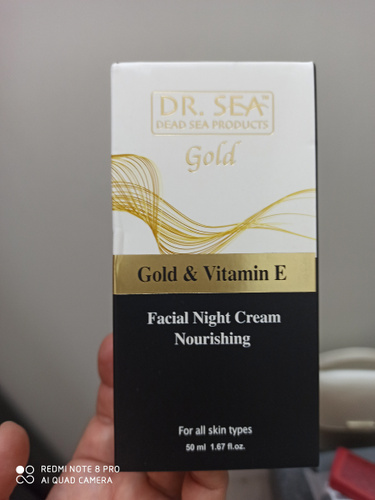 DR. SEA™
DEAD SEA PRODUCTS
Gold
Gold & Vitamin E
Facial Night Cream
Nourishing
For all skin types
50 ml 1.67 fl.oz.
REDMI NOTE 8 PRO
AI QUAD CAMERA